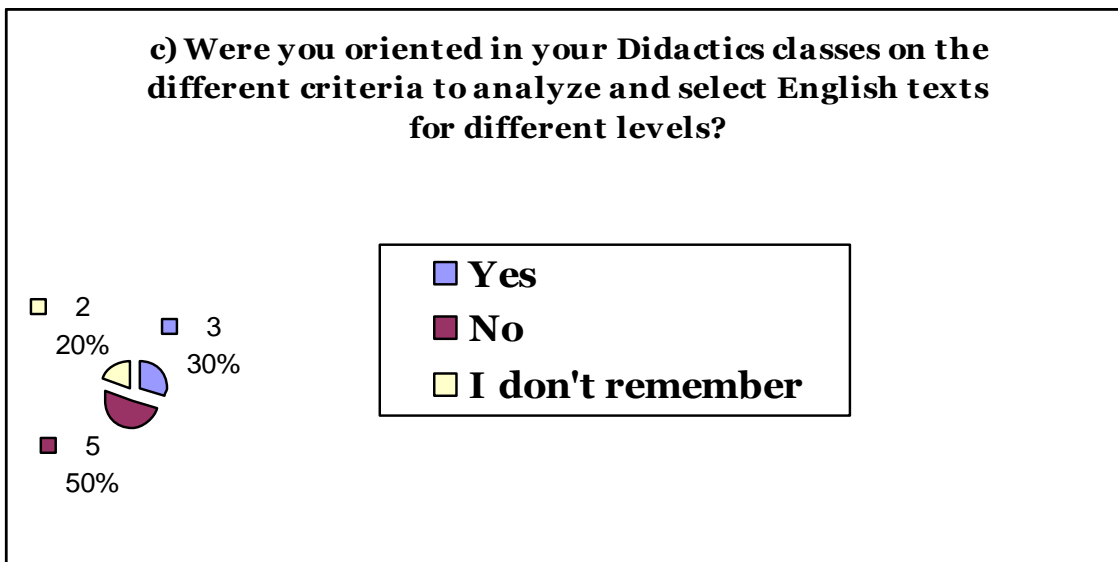 c) Were you oriented in your Didactics classes on the
different criteria to analyze and select English texts
for different levels?
Yes
No
I don't remember
2
20%
3
30%
5
50%